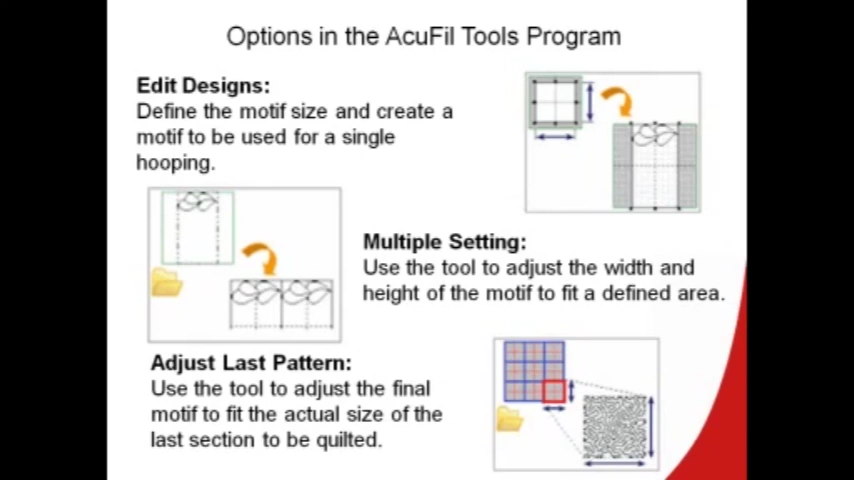 Options in the AcuFil Tools Program
Edit Designs:
Define the motif size and create a
motif to be used for a single
hooping.
Multiple Setting:
Use the tool to adjust the width and
height of the motif to fit a defined area.
Adjust Last Pattern:
Use the tool to adjust the final
motif to fit the actual size of the
last section to be quilted.